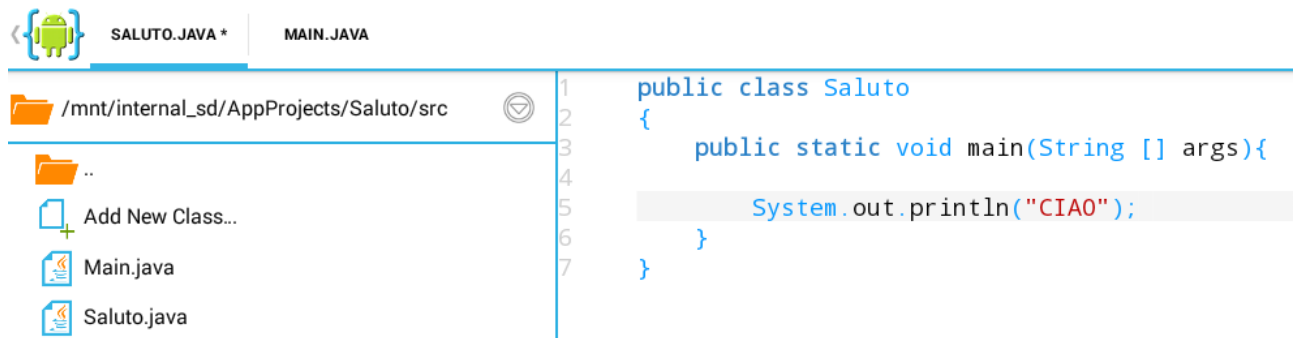 SALUTO.JAVA * MAIN.JAVA
/mnt/internal_sd/AppProjects/Saluto/src
..
Add New Class...
Main.java
Saluto.java
1 public class Saluto
2 {
3 public static void main(String [] args){
4
5 System.out.println("CIAO");
6 }
7 }